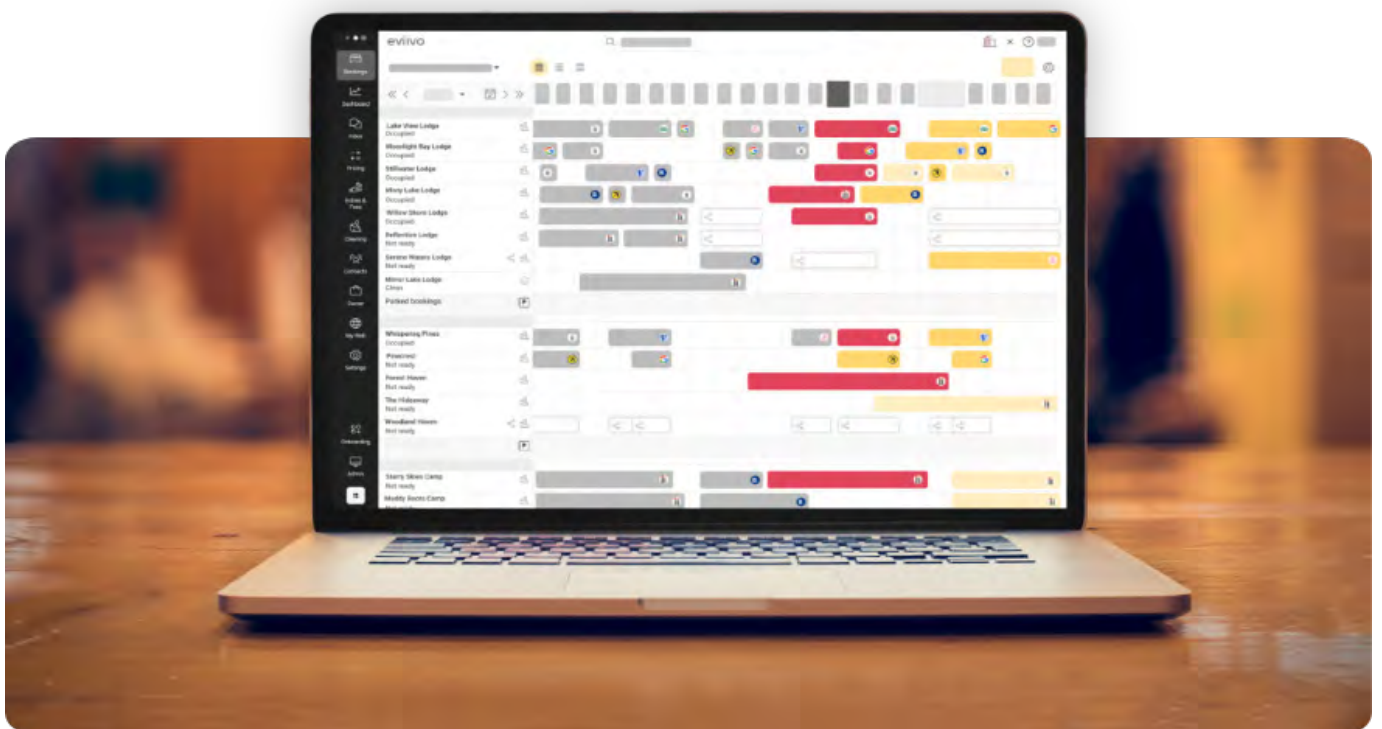 eviivo
Bookings
Dashboard
Inbox
Pricing
Extras &
Fees
Cleaning
Contacts
Owner
My Web
Settings
Onboarding
Admin
Lake View Lodge
Occupied
Moonlight Bay Lodge
Occupied
Stillwater Lodge
Occupied
Misty Lake Lodge
Occupied
Willow Shore Lodge
Occupied
Reflection Lodge
Not ready
Serene Waters Lodge
Not ready
Mirror Lake Lodge
Clean
Parked bookings
P
Whispering Pines
Occupied
Pinecrest
Not ready
Forest Haven
Not ready
The Hideaway
Not ready
Woodland Haven
Not ready
P
Starry Skies Camp
Not ready
Muddy Boots Camp